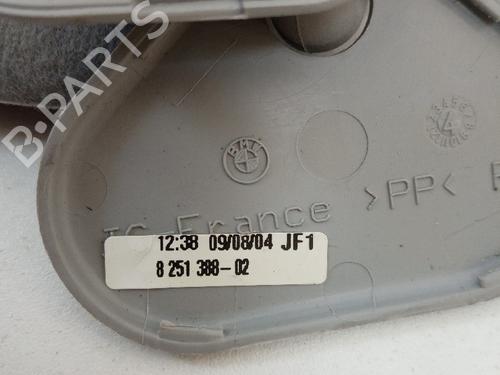 B-PARTS
BMW
France >PP<
12:38 09/08/04 JF1
8 251 388-02